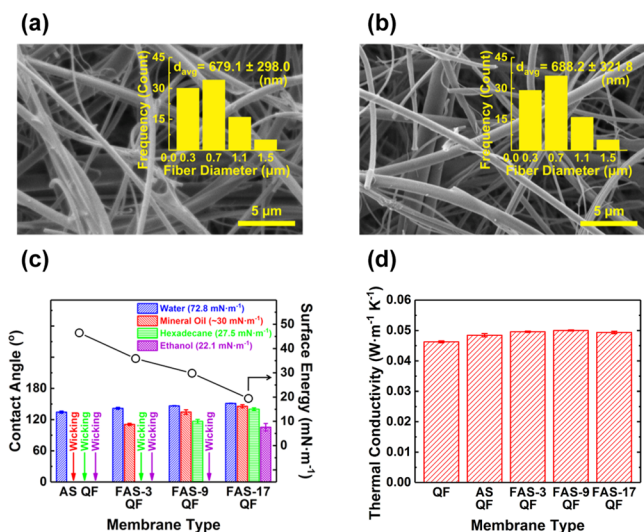 (a)
d_avg = 679.1 ± 298.0
(nm)
Frequency (Count)
45
30
15
0.0 0.3 0.7 1.1 1.5
Fiber Diameter (μm)
5 μm
(b)
d_avg = 688.2 ± 321.8
(nm)
Frequency (Count)
45
30
15
0.0 0.3 0.7 1.1 1.5
Fiber Diameter (μm)
5 μm
(c)
Water (72.8 mN·m⁻¹)
Mineral Oil (~30 mN·m⁻¹)
Hexadecane (27.5 mN·m⁻¹)
Ethanol (22.1 mN·m⁻¹)
Contact Angle (°)
180
150
120
90
60
30
0
Wicking
Wicking
Wicking
Wicking
Wicking
Wicking
50
40
30
20
10
0
Surface Energy (mN·m⁻¹)
AS QF FAS-3 FAS-9 FAS-17
QF QF QF
Membrane Type
(d)
Thermal Conductivity (W·m⁻¹ K⁻¹)
0.06
0.05
0.04
0.03
0.02
0.01
0.00
QF AS FAS-3 FAS-9 FAS-17
QF QF QF QF
Membrane Type